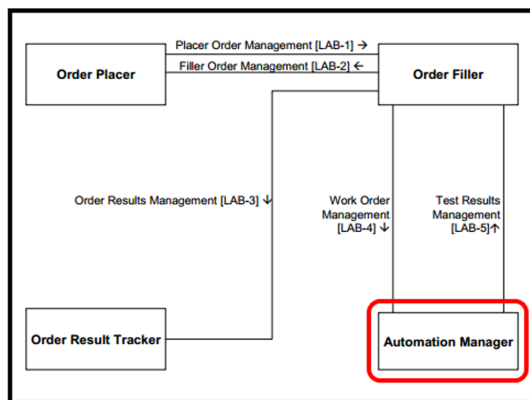 Placer Order Management [LAB-1] →
Filler Order Management [LAB-2] ←
Order Placer
Order Filler
Order Results Management [LAB-3] ↓
Work Order
Management
[LAB-4] ↓
Test Results
Management
[LAB-5]↑
Order Result Tracker
Automation Manager